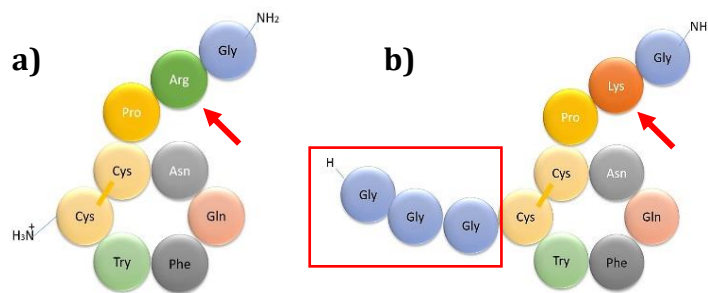 a)
NH₂
Gly
Arg
Pro
Cys
Asn
Cys
Gln
H₃N⁺
Try
Phe
b)
NH
Gly
Lys
Pro
H
Gly
Gly
Gly
Cys
Asn
Cys
Gln
Try
Phe